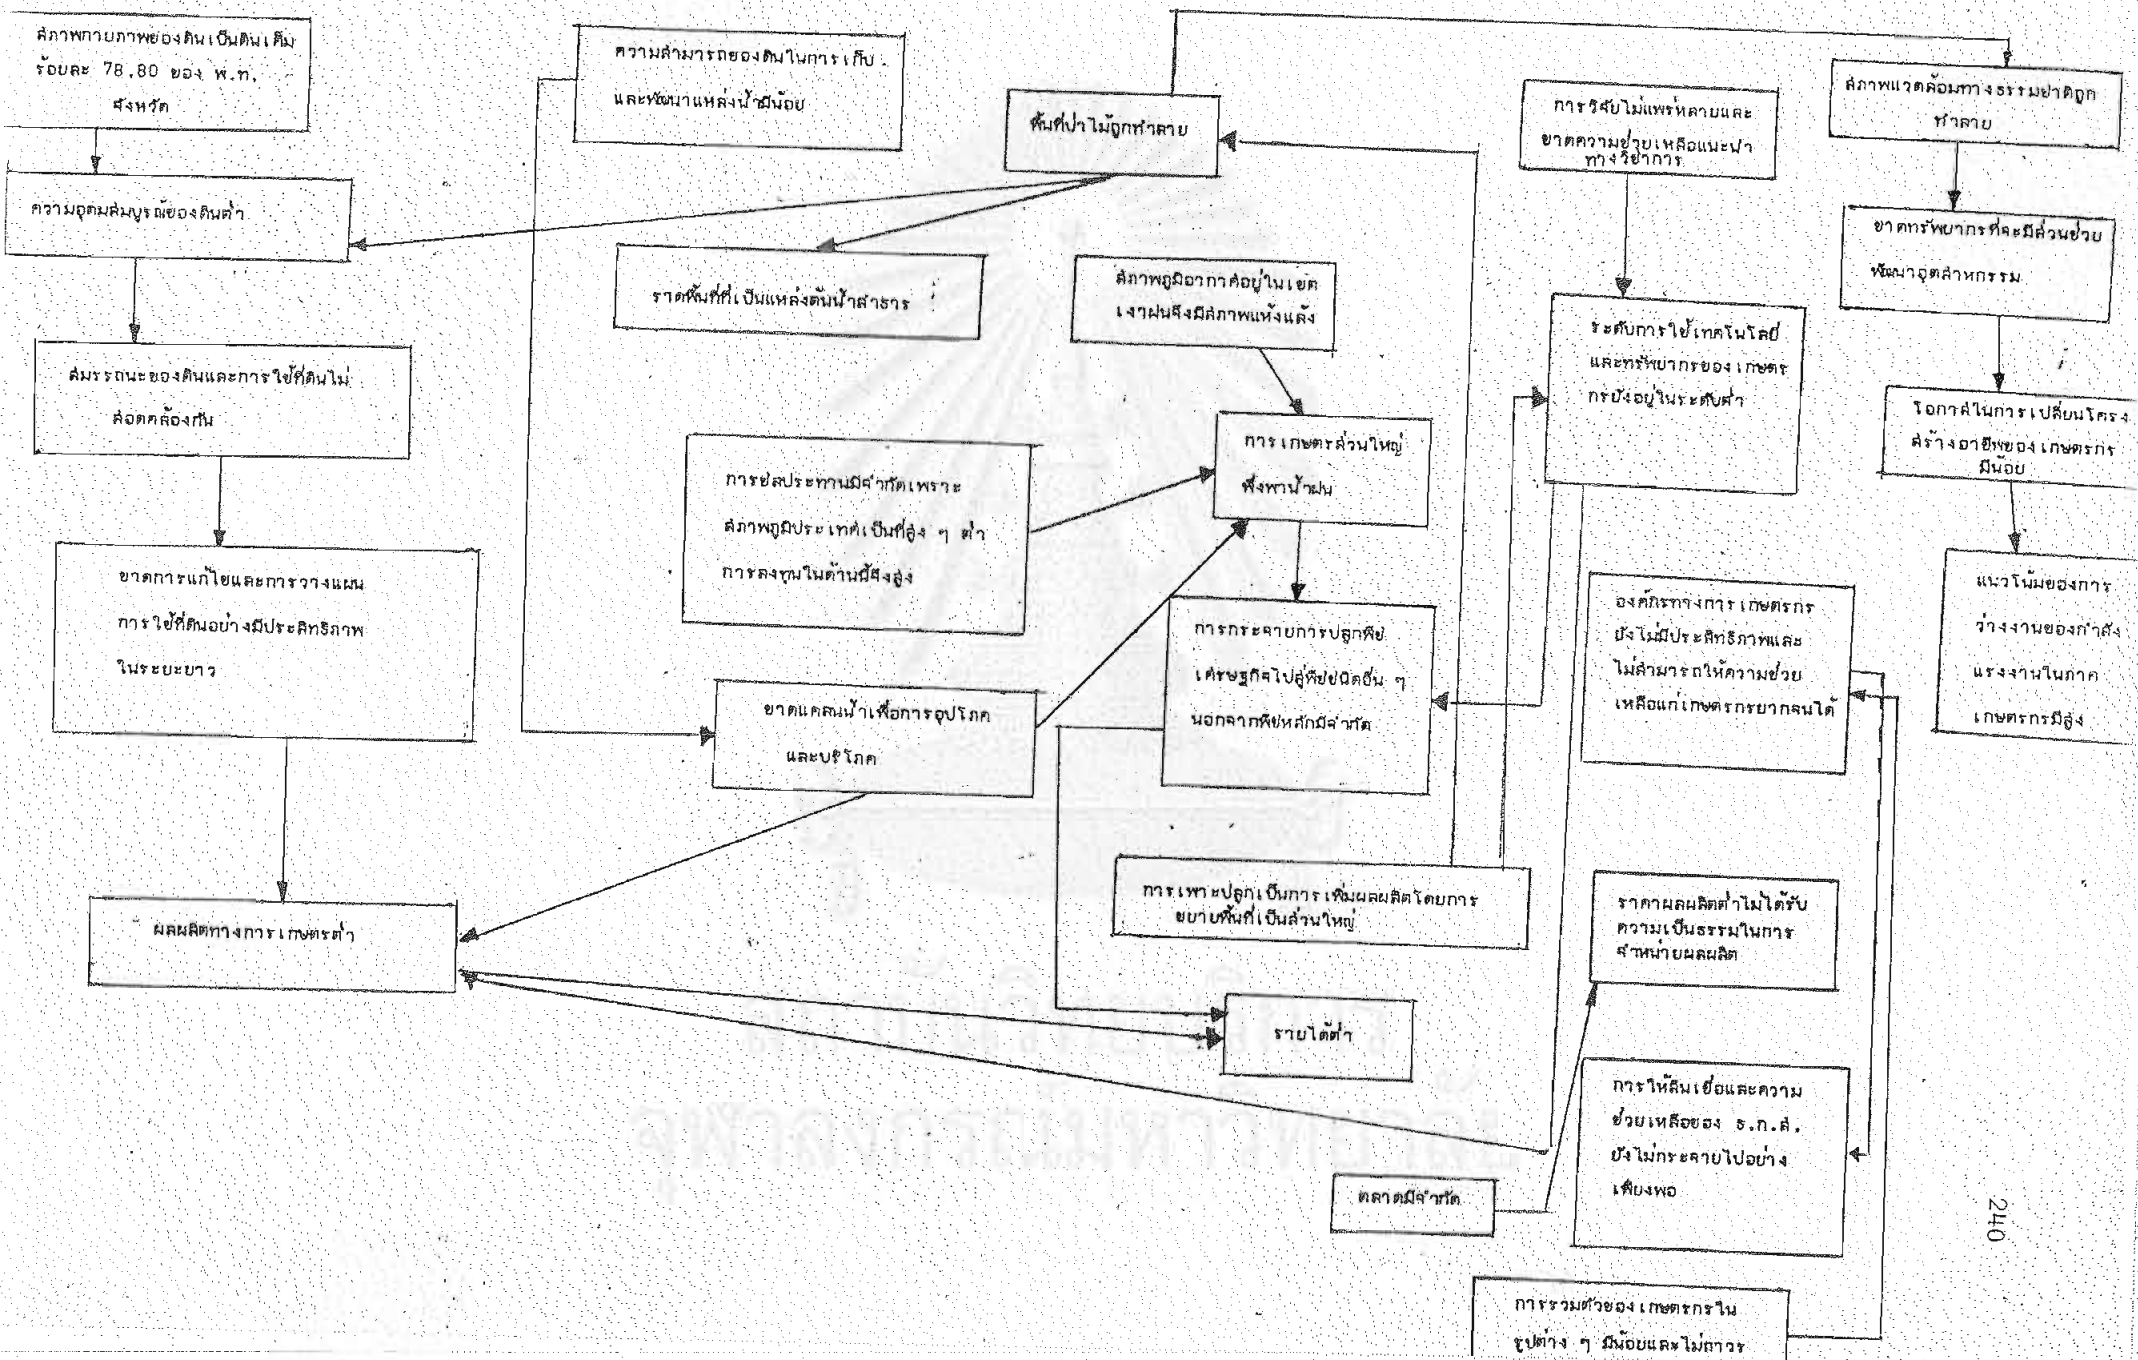 สภาพกายภาพของดินเป็นดินเค็ม
ร้อยละ 78.80 ของ พ.ท.
จังหวัด
ความอุดมสมบูรณ์ของดินต่ำ
สมรรถนะของดินและการใช้ที่ดินไม่
สอดคล้องกัน
ขาดการแก้ไขและการวางแผน
การใช้ที่ดินอย่างมีประสิทธิภาพ
ในระยะยาว
ผลผลิตทางการเกษตรต่ำ
ความสามารถของดินในการเก็บ
และพัฒนาแหล่งน้ำมีน้อย
พื้นที่ป่าไม้ถูกทำลาย
ขาดพื้นที่ที่เป็นแหล่งต้นน้ำลำธาร
สภาพภูมิอากาศอยู่ในเขต
เงาฝนจึงมีสภาพแห้งแล้ง
การชลประทานมีจำกัดเพราะ
สภาพภูมิประเทศเป็นที่สูง ๆ ต่ำ
การลงทุนในด้านนี้จึงสูง
การเกษตรส่วนใหญ่
พึ่งพาน้ำฝน
การกระจายการปลูกพืช
เศรษฐกิจไปสู่พืชชนิดอื่น ๆ
นอกจากพืชหลักมีจำกัด
ขาดแคลนน้ำเพื่อการอุปโภค
และบริโภค
การเพาะปลูกเป็นการเพิ่มผลผลิตโดยการ
ขยายพื้นที่เป็นส่วนใหญ่
รายได้ต่ำ
ตลาดมีจำกัด
การวิจัยไม่แพร่หลายและ
ขาดความช่วยเหลือแนะนำ
ทางวิชาการ
ระดับการใช้เทคโนโลยี
และทรัพยากรของเกษตร
กรยังอยู่ในระดับต่ำ
องค์กรทางการเกษตรกร
ยังไม่มีประสิทธิภาพและ
ไม่สามารถให้ความช่วย
เหลือแก่เกษตรกรยากจนได้
ราคาผลผลิตต่ำไม่ได้รับ
ความเป็นธรรมในการ
จำหน่ายผลผลิต
การให้สินเชื่อและความ
ช่วยเหลือของ ธ.ก.ส.
ยังไม่กระจายไปอย่าง
เพียงพอ
การรวมตัวของเกษตรกรใน
รูปต่าง ๆ มีน้อยและไม่ถาวร
สภาพแวดล้อมทางธรรมชาติถูก
ทำลาย
ขาดทรัพยากรที่จะมีส่วนช่วย
พัฒนาอุตสาหกรรม
โอกาสในการเปลี่ยนโครง
สร้างอาชีพของเกษตรกร
มีน้อย
แนวโน้มของการ
ว่างงานของกำลัง
แรงงานในภาค
เกษตรกรมีสูง
240